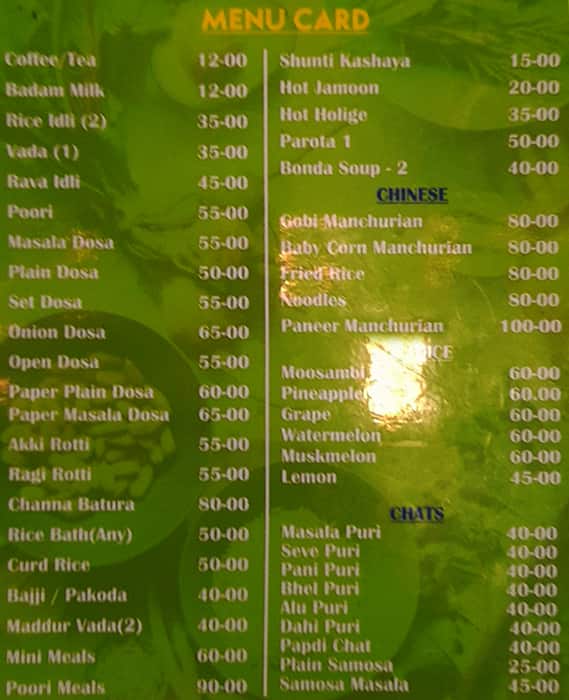 MENU CARD
Coffee/Tea 12-00
Badam Milk 12-00
Rice Idli (2) 35-00
Vada (1) 35-00
Rava Idli 45-00
Poori 55-00
Masala Dosa 55-00
Plain Dosa 50-00
Set Dosa 55-00
Onion Dosa 65-00
Open Dosa 55-00
Paper Plain Dosa 60-00
Paper Masala Dosa 65-00
Akki Rotti 55-00
Ragi Rotti 55-00
Channa Batura 80-00
Rice Bath(Any) 50-00
Curd Rice 50-00
Bajji / Pakoda 40-00
Maddur Vada(2) 40-00
Mini Meals 60-00
Poori Meals 90-00
Shunti Kashaya 15-00
Hot Jamoon 20-00
Hot Holige 35-00
Parota 1 50-00
Bonda Soup - 2 40-00
CHINESE
Gobi Manchurian 80-00
Baby Corn Manchurian 80-00
Fried Rice 80-00
Noodles 80-00
Paneer Manchurian 100-00
Moosambi 60-00
Pineapple 60.00
Grape 60-00
Watermelon 60-00
Muskmelon 60-00
Lemon 45-00
CHATS
Masala Puri 40-00
Seve Puri 40-00
Pani Puri 40-00
Bhel Puri 40-00
Alu Puri 40-00
Dahi Puri 40-00
Papdi Chat 40-00
Plain Samosa 25-00
Samosa Masala 45-00